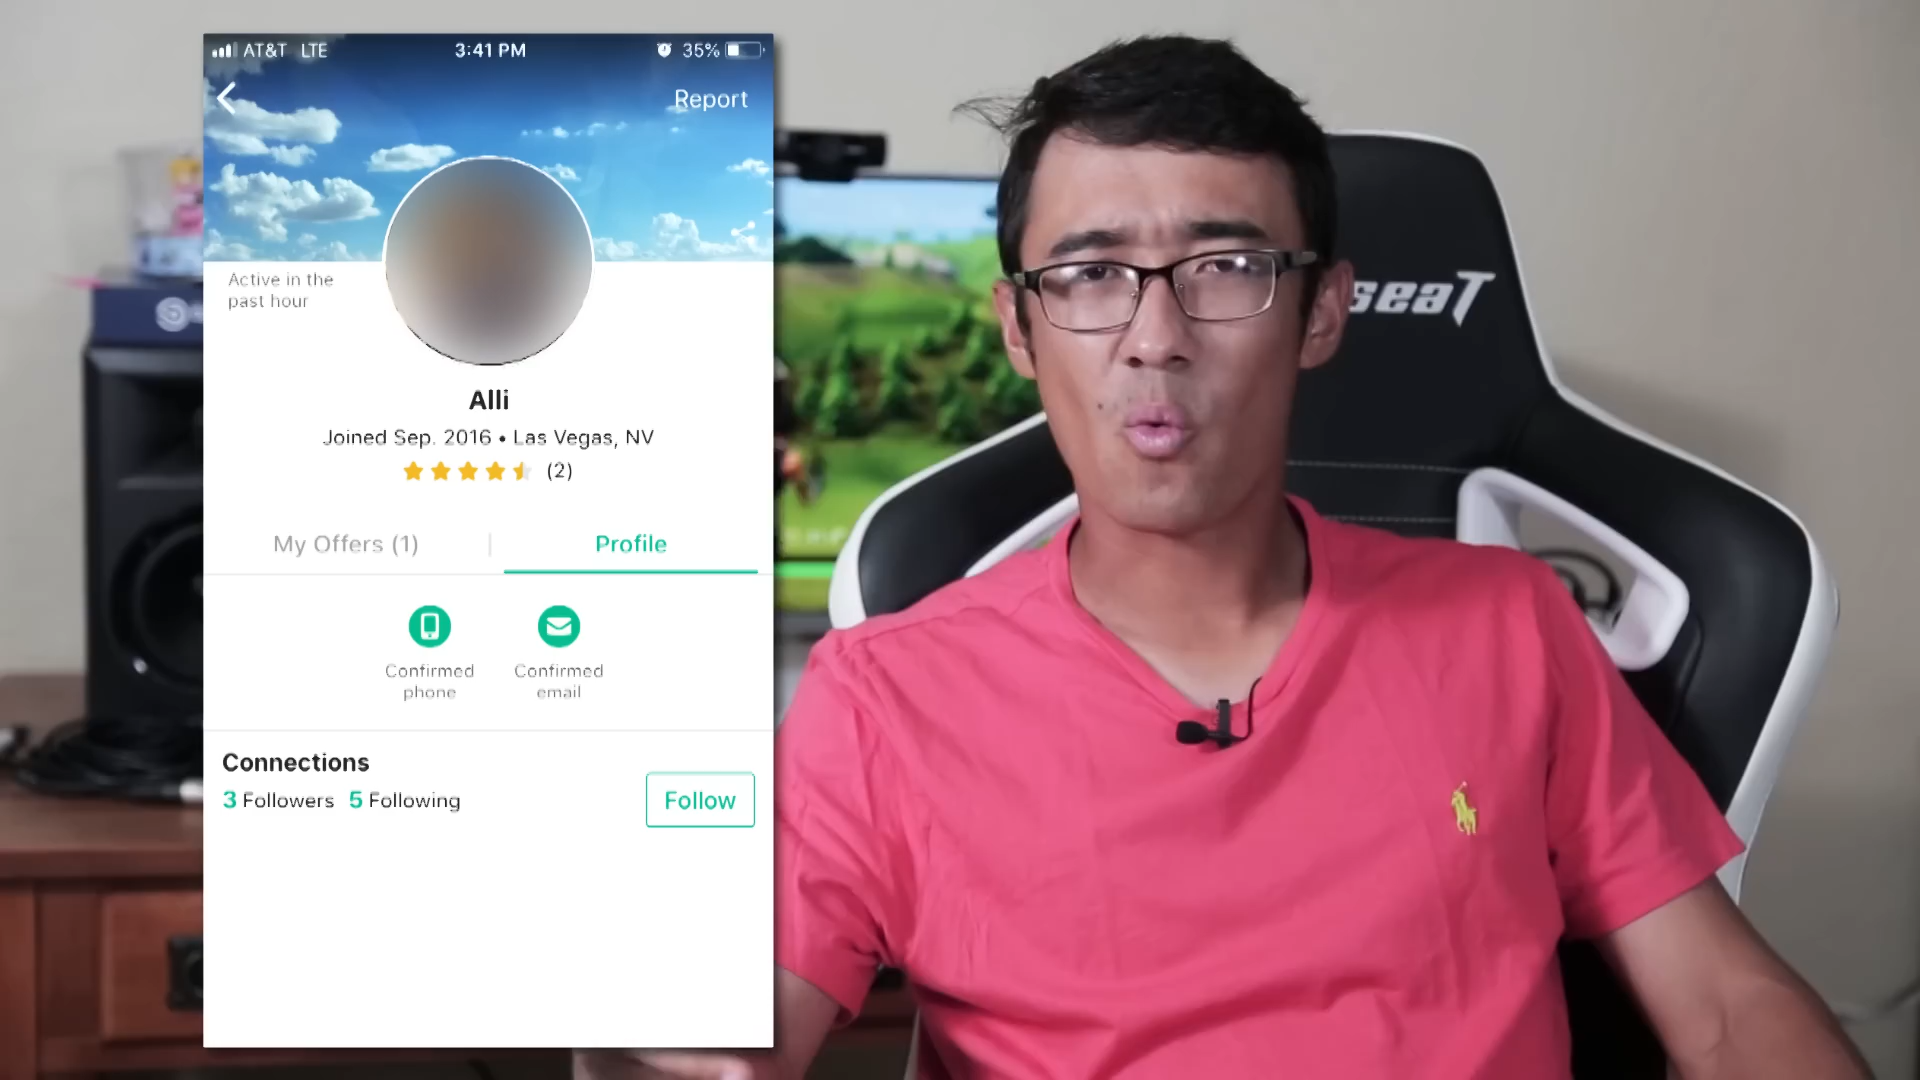 AT&T LTE 3:41 PM 35%
Report
Active in the
past hour
Alli
Joined Sep. 2016 • Las Vegas, NV
(2)
My Offers (1) | Profile
Confirmed
phone
Confirmed
email
Connections
3 Followers 5 Following
Follow
seaT